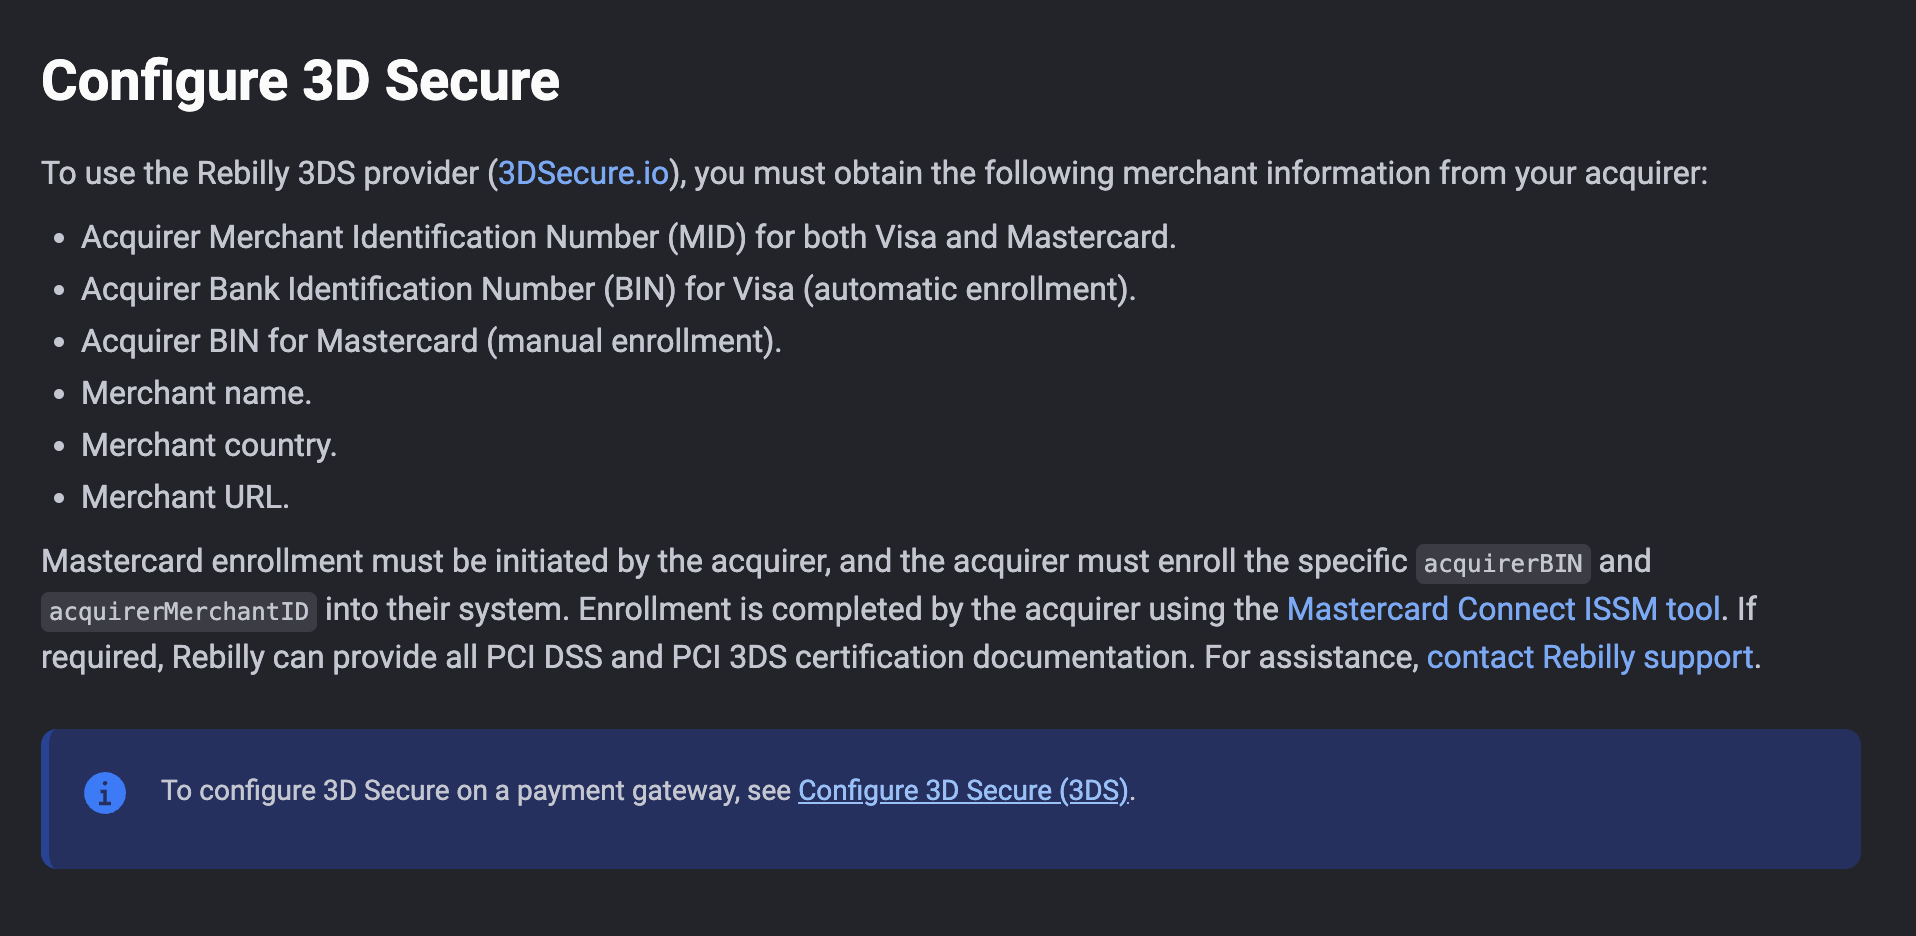 Configure 3D Secure
To use the Rebilly 3DS provider (3DSecure.io), you must obtain the following merchant information from your acquirer:
• Acquirer Merchant Identification Number (MID) for both Visa and Mastercard.
• Acquirer Bank Identification Number (BIN) for Visa (automatic enrollment).
• Acquirer BIN for Mastercard (manual enrollment).
• Merchant name.
• Merchant country.
• Merchant URL.
Mastercard enrollment must be initiated by the acquirer, and the acquirer must enroll the specific acquirerBIN and
acquirerMerchantID into their system. Enrollment is completed by the acquirer using the Mastercard Connect ISSM tool. If
required, Rebilly can provide all PCI DSS and PCI 3DS certification documentation. For assistance, contact Rebilly support.
To configure 3D Secure on a payment gateway, see Configure 3D Secure (3DS).